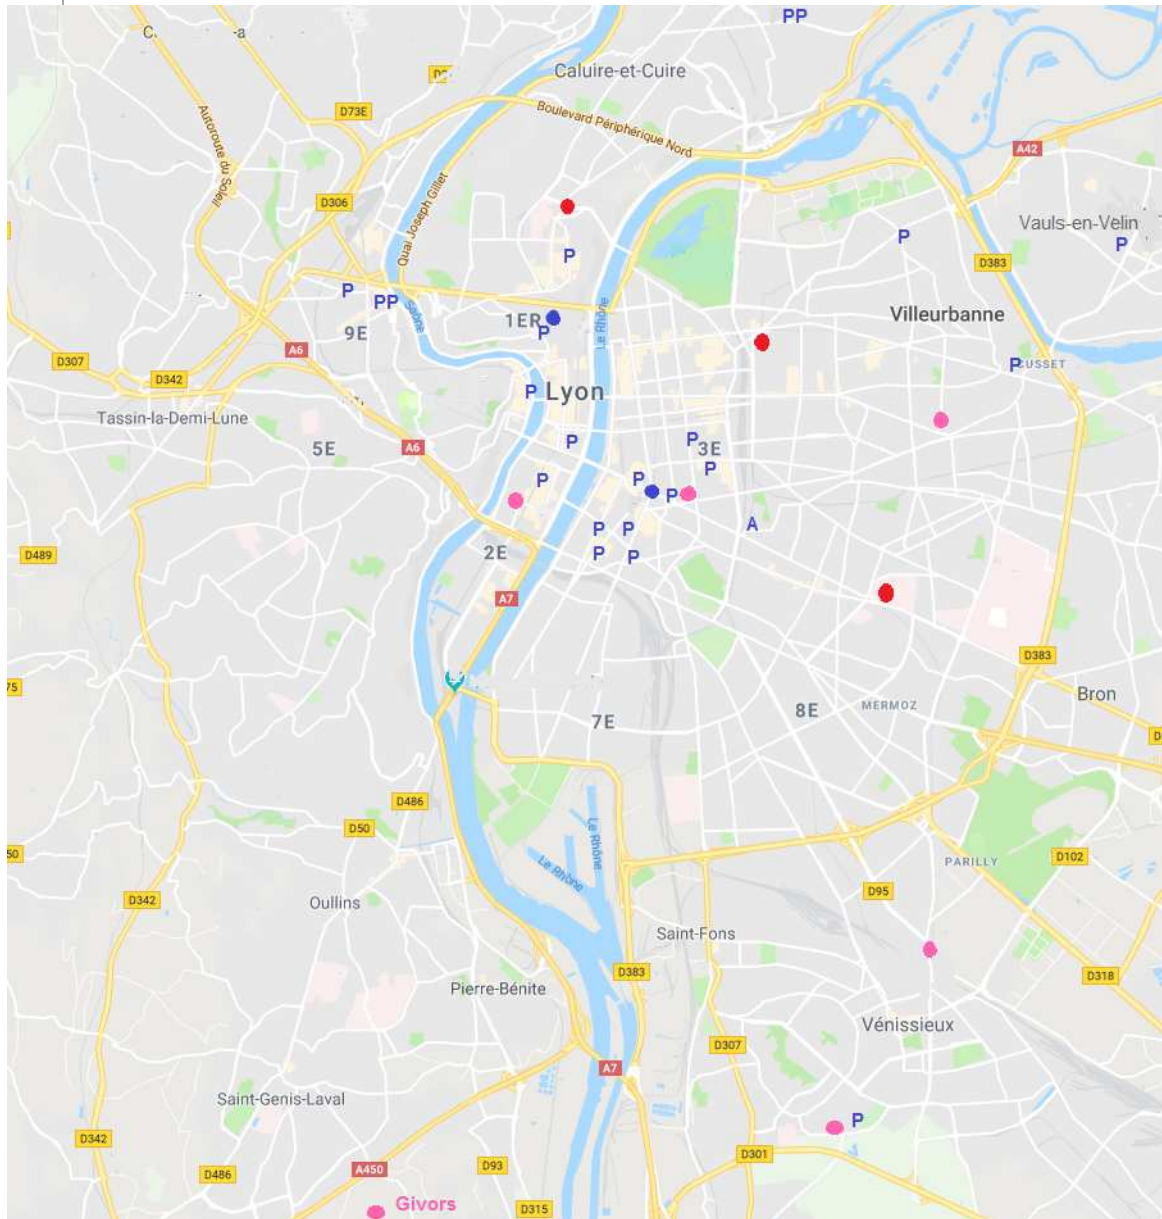 PP
Caluire-et-Cuire
D73E
Boulevard Périphérique Nord
Autoroute du Soleil
A42
D306
Quai Joseph Gillet
Vauls-en-Velin
P
P
P
D383
P
PP
Saône
Le Rhône
1ER
P
Villeurbanne
9E
A6
D307
D342
P
CUSSET
P
Lyon
Tassin-la-Demi-Lune
5E
A6
P
P
3E
P
P
P
P
P
P
A
2E
P
P
D489
A7
D383
75
Bron
7E
8E
MERMOZ
D486
D50
Le Rhône
50
Le Rhône
PARILLY
D102
D342
Oullins
D95
Saint-Fons
D383
D318
Pierre-Bénite
Vénissieux
D307
A7
Saint-Genis-Laval
P
D342
D301
D486
A450
D93
Givors
D315